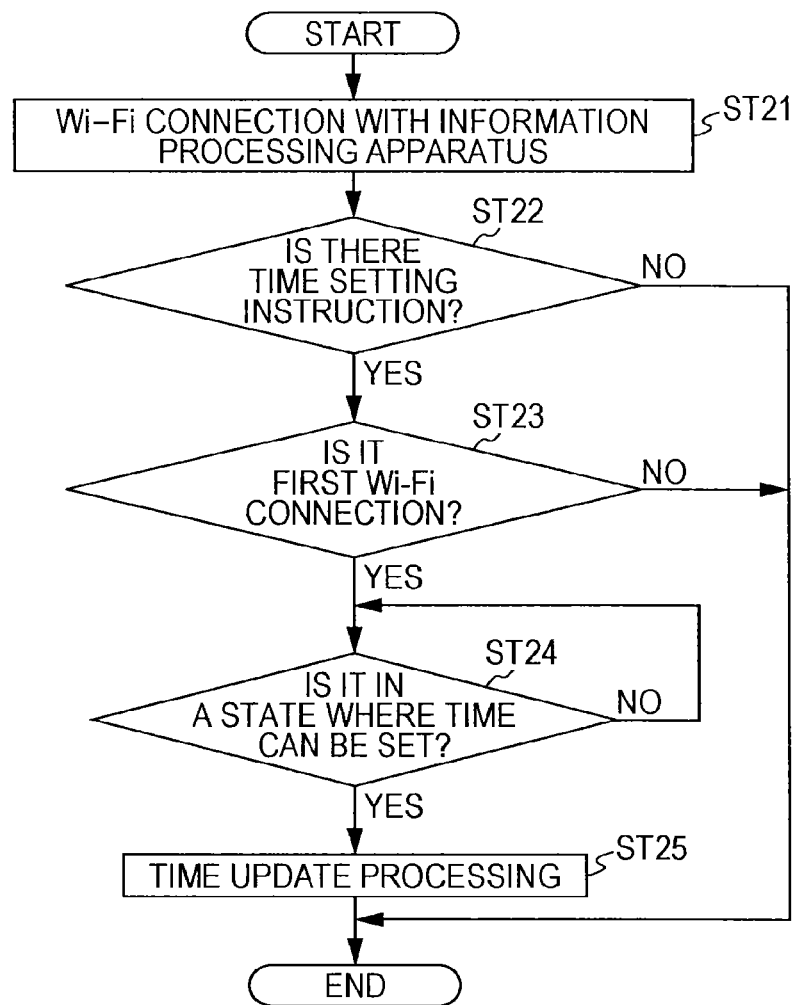 START
Wi-Fi CONNECTION WITH INFORMATION
PROCESSING APPARATUS
ST21
ST22
IS THERE
TIME SETTING
INSTRUCTION?
NO
YES
ST23
IS IT
FIRST Wi-Fi
CONNECTION?
NO
YES
ST24
IS IT IN
A STATE WHERE TIME
CAN BE SET?
NO
YES
ST25
TIME UPDATE PROCESSING
END